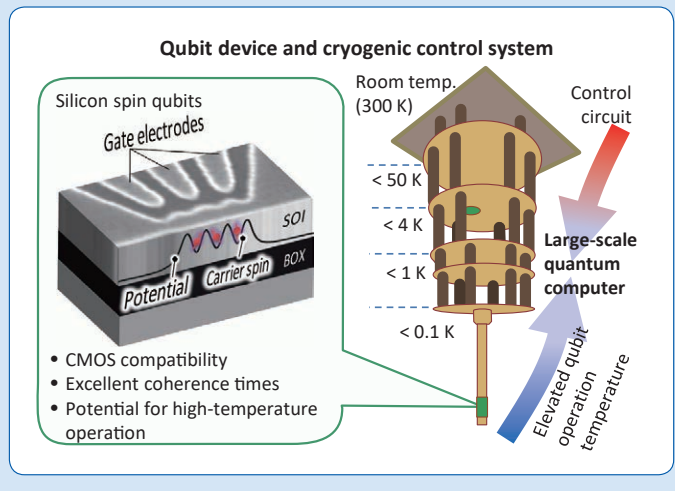 Qubit device and cryogenic control system
Silicon spin qubits
Gate electrodes
SOI
BOX
Potential
Carrier spin
• CMOS compatibility
• Excellent coherence times
• Potential for high-temperature
operation
Room temp.
(300 K)
< 50 K
< 4 K
< 1 K
< 0.1 K
Control
circuit
Large-scale
quantum
computer
Elevated qubit
operation
temperature